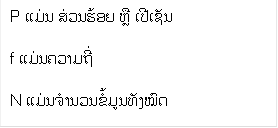 P ແມ່ນ ສ່ວນຮ້ອຍ ຫຼື ເປີເຊັນ
f ແມ່ນຄວາມຖີ່
N ແມ່ນຈຳນວນຂໍ້ມູນທັງໝົດ